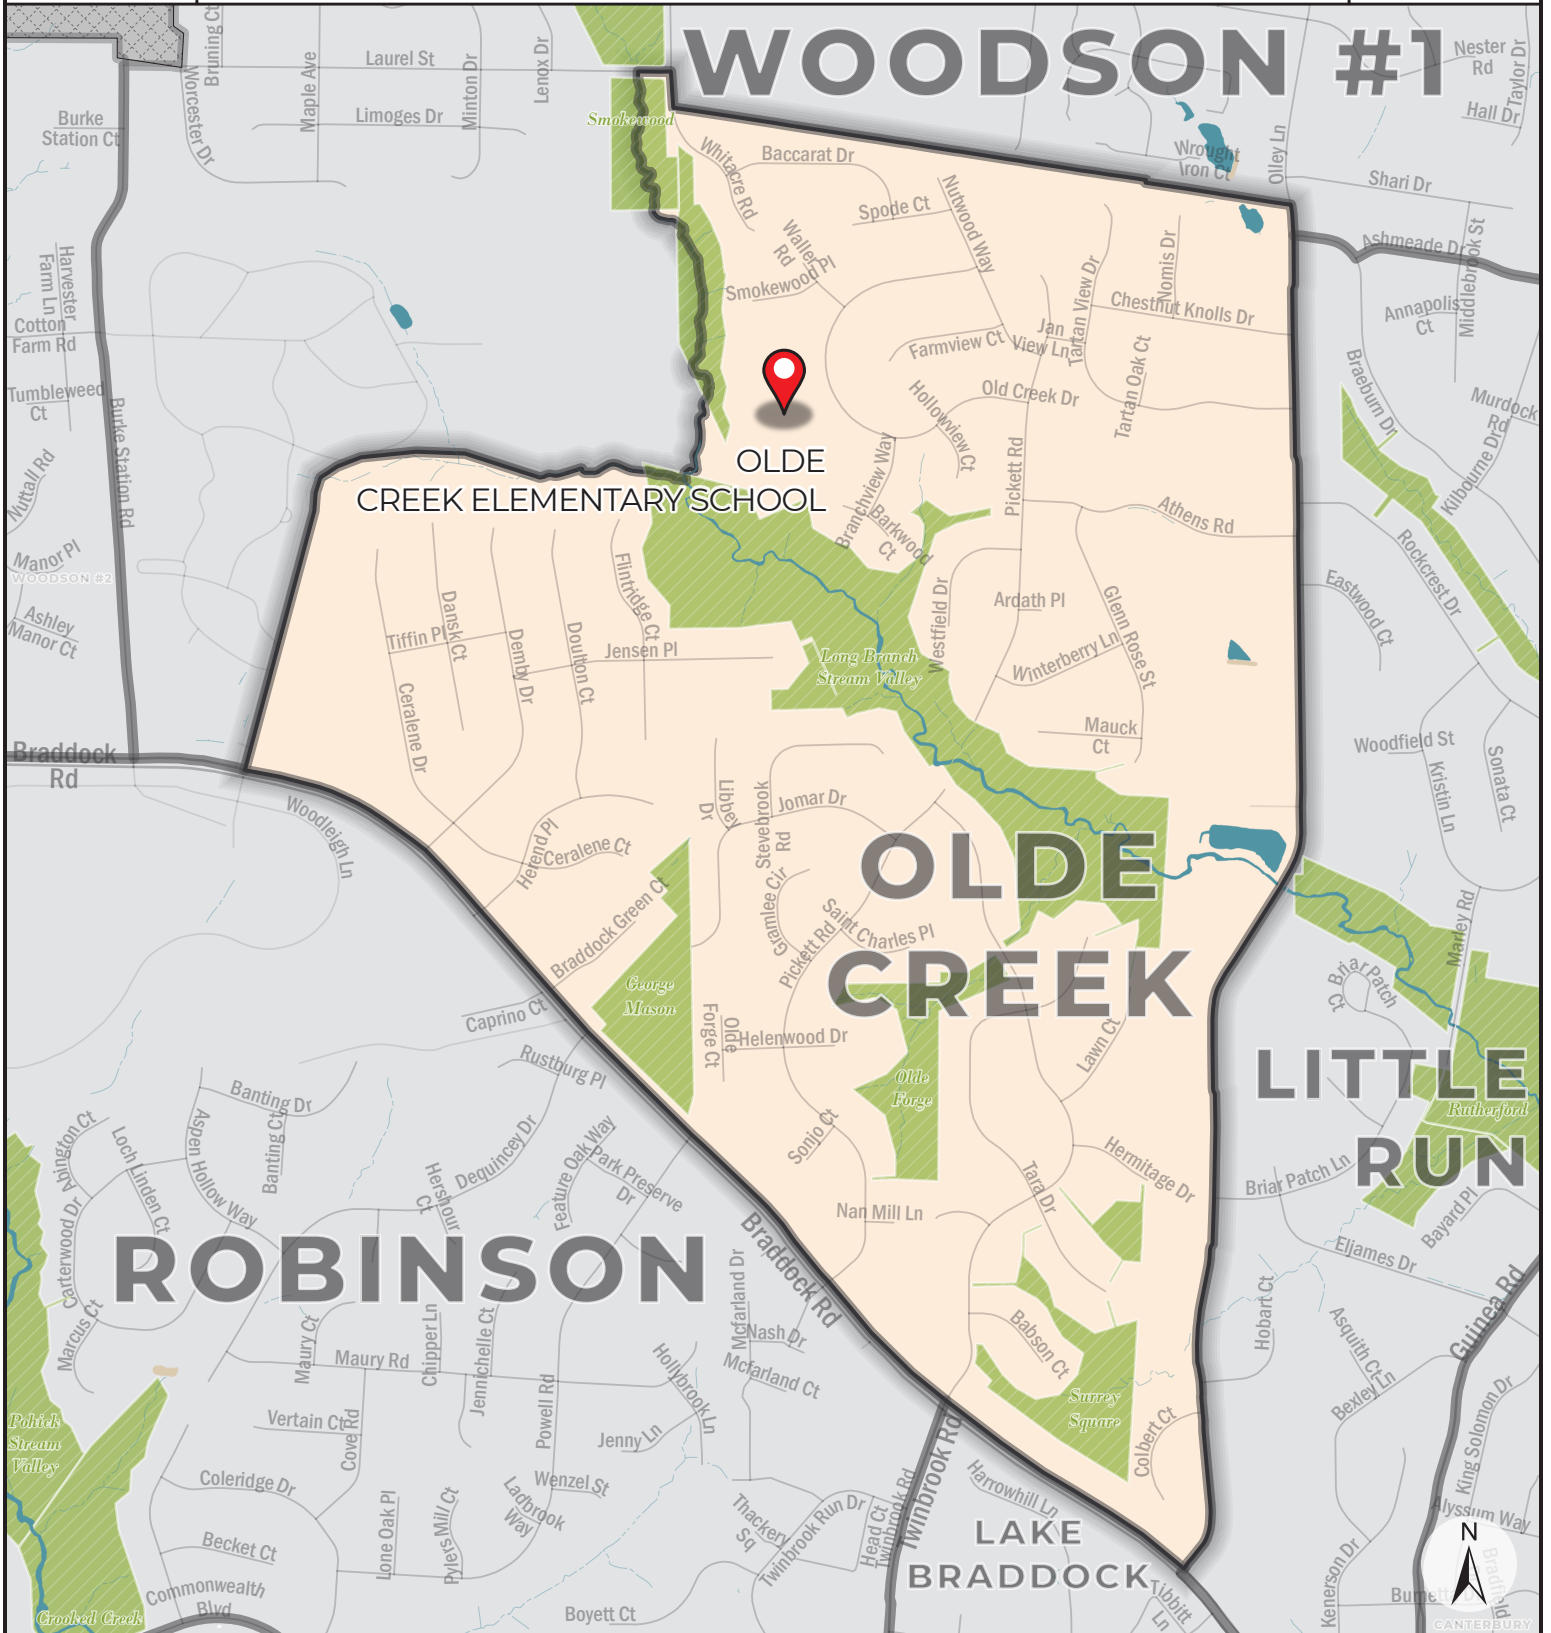 WOODSON #1
Nester
Rd
Taylor Dr
Hall Dr
Bruning Ct
Laurel St
Maple Ave
Minton Dr
Lenox Dr
Limoges Dr
Worcester Dr
Burke
Station Ct
Smokewood
Whitacre Rd
Baccarat Dr
Wrought
Iron Ct
Olley Ln
Shari Dr
Spode Ct
Nutwood Way
Waller
Rd
Smokewood Pl
Nomis Dr
Tartan View Dr
Chestnut Knolls Dr
Ashmeade Dr
Middlebrook St
Annapolis
Ct
Harvester
Farm Ln
Cotton
Farm Rd
Tumbleweed
Ct
Burke Station Rd
Farmview Ct
Jan
View Ln
Tartan Oak Ct
Old Creek Dr
Hollowview Ct
Braeburn Dr
Murdock
Rd
Kilbourne Dr
Nuttall Rd
OLDE
CREEK ELEMENTARY SCHOOL
Branchview Way
Barkwood
Ct
Pickett Rd
Athens Rd
Rockcrest Dr
Eastwood Ct
Manor Pl
WOODSON #2
Ashley
Manor Ct
Flintridge Ct
Dansk Ct
Tiffin Pl
Demby Dr
Doulton Ct
Jensen Pl
Ceralene Dr
Long Branch
Stream Valley
Westfield Dr
Ardath Pl
Glenn Rose St
Winterberry Ln
Mauck
Ct
Woodfield St
Kristin Ln
Sonata Ct
Braddock
Rd
Woodleigh Ln
Libbey
Dr
Stevebrook
Rd
Jomar Dr
Herend Pl
Ceralene Ct
Braddock Green Ct
Gramlee Cir
Saint Charles Pl
Pickett Rd
OLDE
CREEK
Marley Rd
Briar Patch
Ct
George
Mason
Caprino Ct
Olde
Forge Ct
Helenwood Dr
Lawn Ct
Olde
Forge
LITTLE
RUN
Rutherford
Rustburg Pl
Banting Dr
Banting Ct
Abington Ct
Loch Linden Ct
Aspen Hollow Way
Dequincey Dr
Hershour
Ct
Feature Oak Way
Park Preserve
Dr
Sonjo Ct
Hermitage Dr
Tara Dr
Nan Mill Ln
Briar Patch Ln
Bayard Pl
Eljames Dr
Carterwood Dr
ROBINSON
Braddock Rd
Mcfarland Dr
Nash Dr
Mcfarland Ct
Marcus Ct
Maury Ct
Maury Rd
Chipper Ln
Jennichelle Ct
Hollybrook Ln
Babson Ct
Surrey
Square
Colbert Ct
Hobart Ct
Asquith Ct
Guinea Rd
Bexley Ln
King Solomon Dr
Pohick
Stream
Valley
Vertain Ct
Cove Rd
Powell Rd
Jenny Ln
Coleridge Dr
Wenzel St
Ladbrook
Way
Lone Oak Pl
Pylers Mill Ct
Thackery
Sq
Twinbrook Run Dr
Head Ct
Twinbrook Rd
Twinbrook Rd
Harrowhill Ln
LAKE
BRADDOCK
Tibbitt
Ln
Alyssum Way
Kenerson Dr
N
CANTERBURY
Becket Ct
Commonwealth
Blvd
Boyett Ct
Crooked Creek